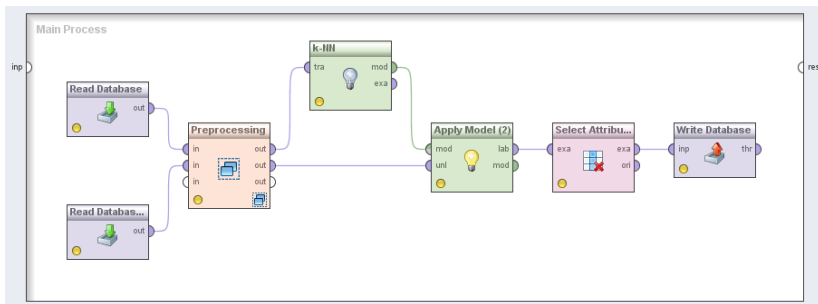 Main Process
inp
res
k-NN
tra
mod
exa
Read Database
out
Preprocessing
in
out
in
out
in
out
Apply Model (2)
mod
lab
unl
mod
Select Attribu...
exa
exa
ori
Write Database
inp
thr
Read Databas...
out